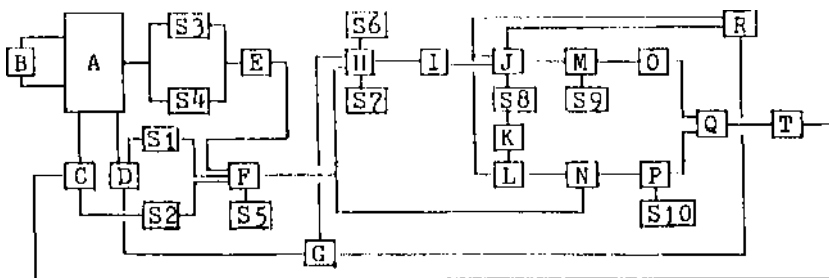 S6
R
S3
B A E H I J M O
S4 S7 S8 S9
Q T
S1 K
C D F L N P
S2 S5 S10
G